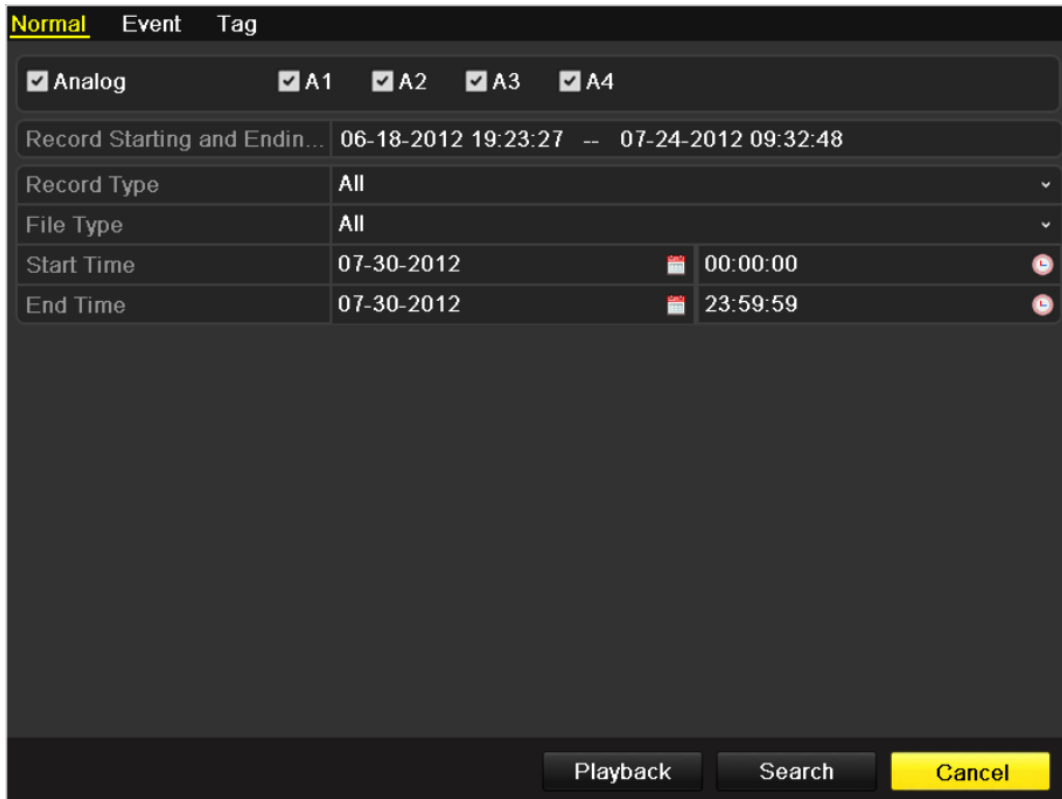 Normal Event Tag
Analog A1 A2 A3 A4
Record Starting and Endin... 06-18-2012 19:23:27 -- 07-24-2012 09:32:48
Record Type All
File Type All
Start Time 07-30-2012 00:00:00
End Time 07-30-2012 23:59:59
Playback Search Cancel